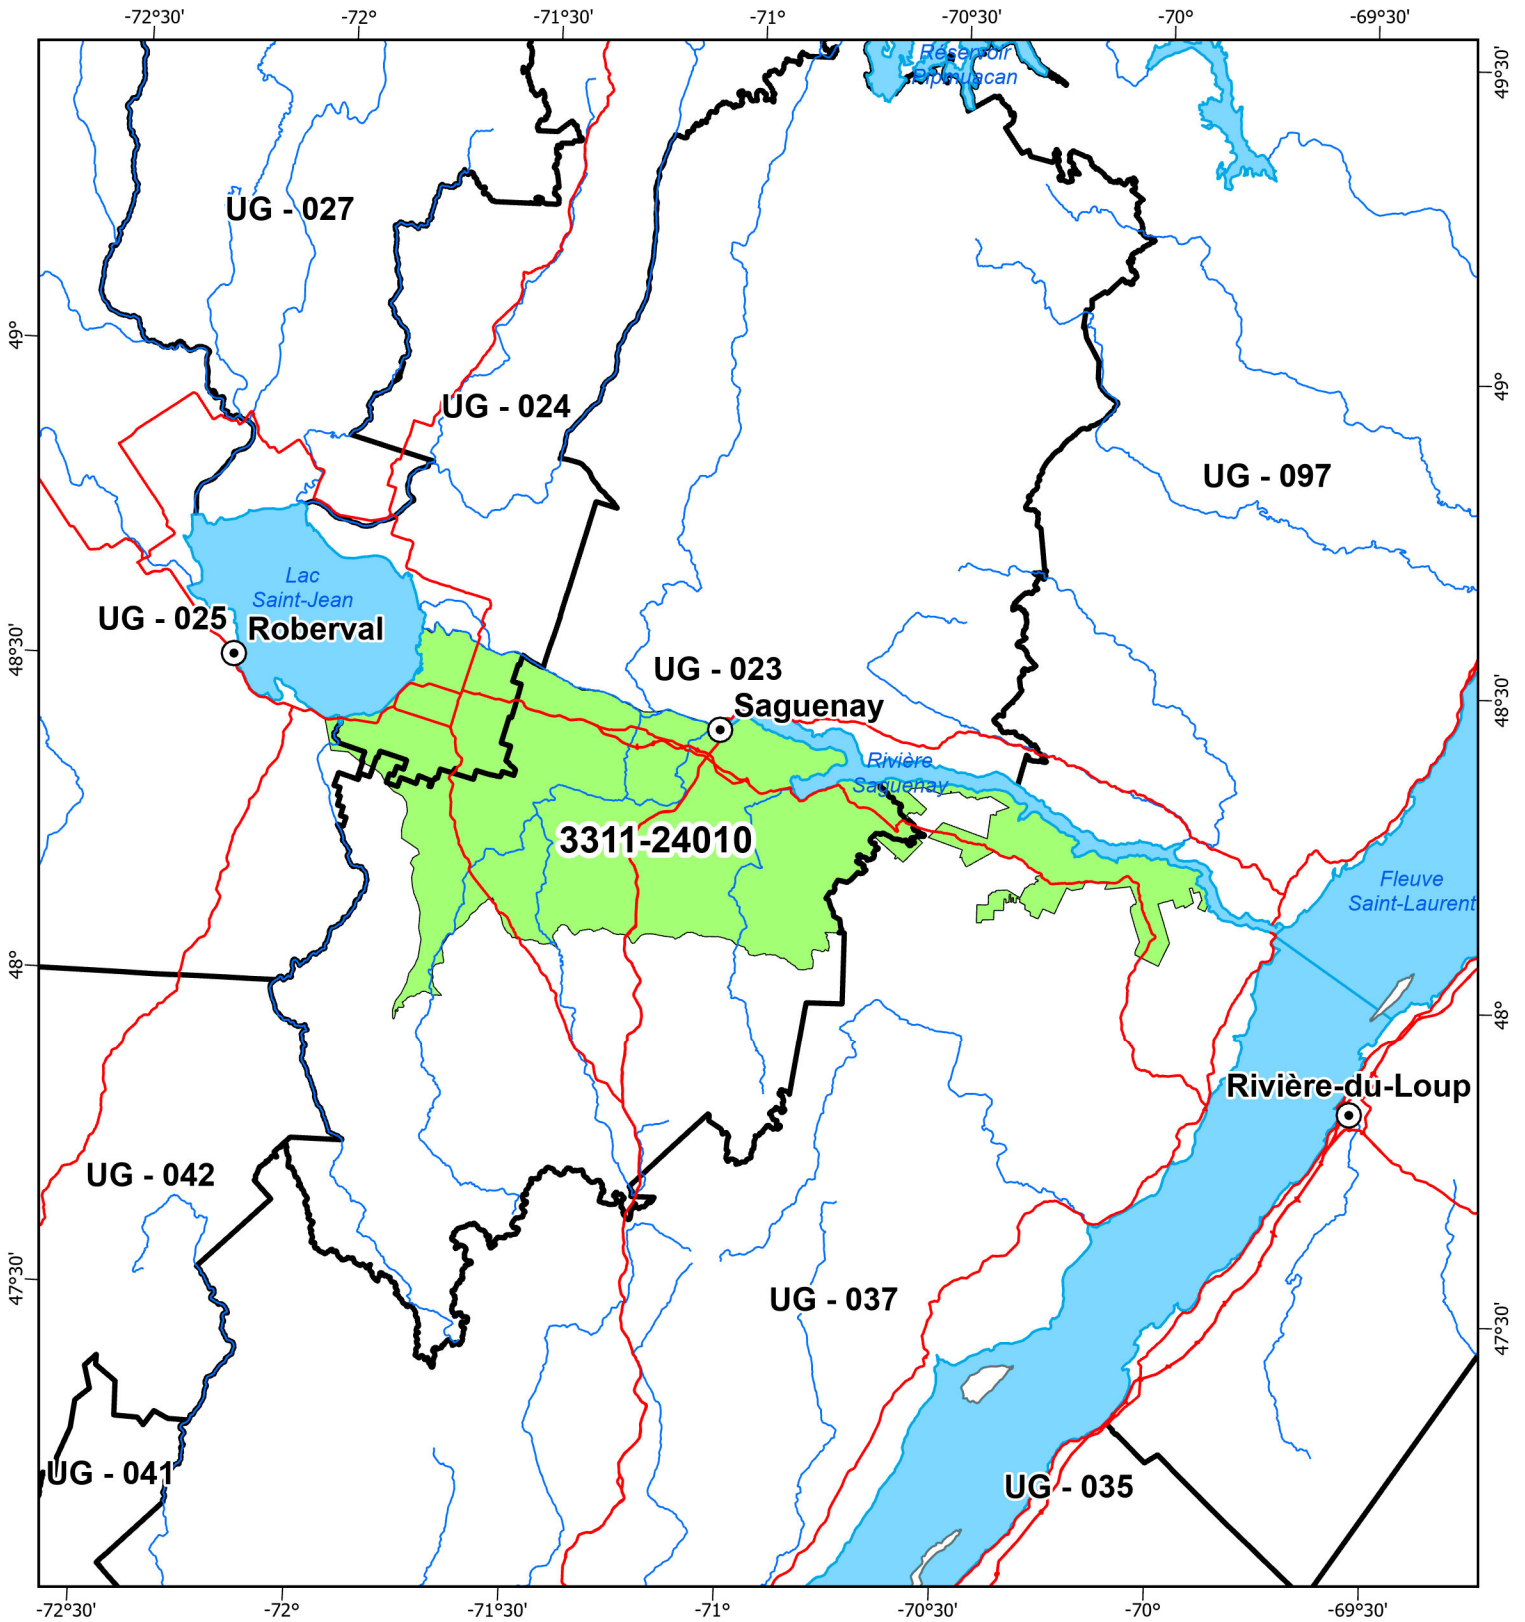 -72°30'
-72°
-71°30'
-71°
-70°30'
-70°
-69°30'
Réservoir
Pipmuacan
49°30'
UG - 027
49°
49°
UG - 024
UG - 097
Lac
Saint-Jean
UG - 025
Roberval
48°30'
UG - 023
Saguenay
48°30'
Rivière
Saguenay
3311-24010
Fleuve
Saint-Laurent
48°
48°
Rivière-du-Loup
UG - 042
47°30'
UG - 037
47°30'
UG - 041
UG - 035
-72°30'
-72°
-71°30'
-71°
-70°30'
-70°
-69°30'